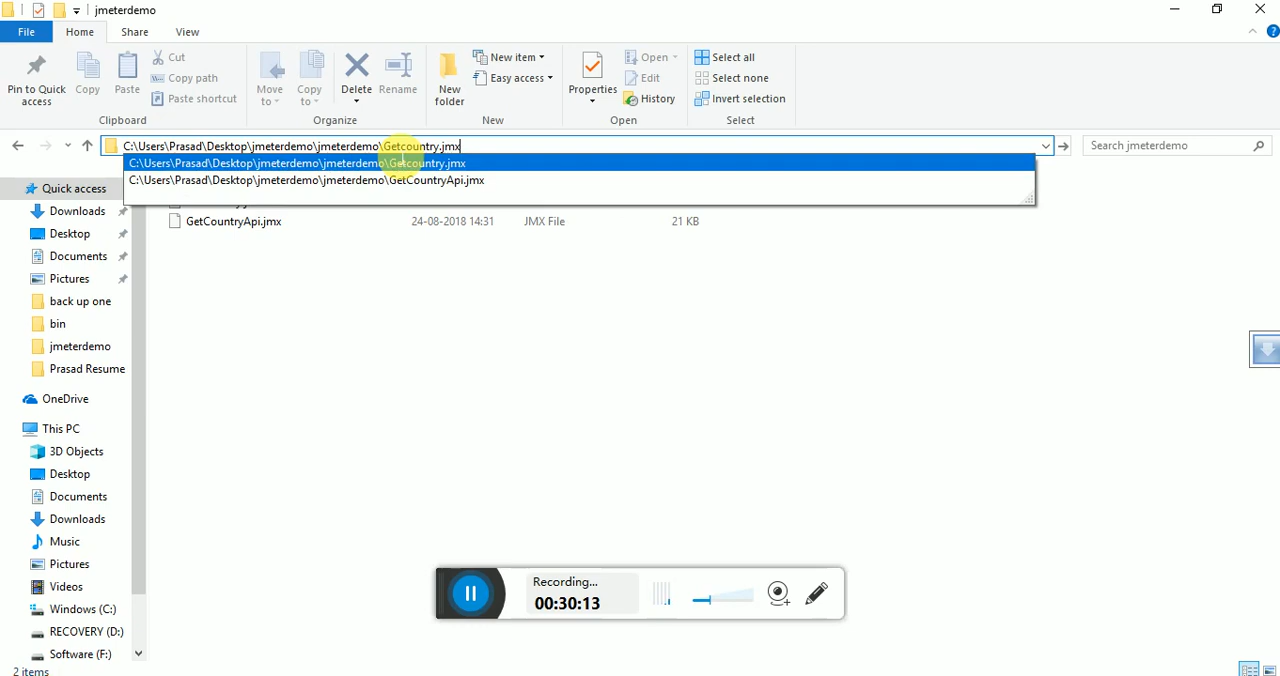 jmeterdemo
File
Home
Share
View
Pin to Quick access
Copy
Paste
Cut
Copy path
Paste shortcut
Clipboard
Move to
Copy to
Delete
Rename
Organize
New folder
New item
Easy access
New
Properties
Open
Edit
History
Open
Select all
Select none
Invert selection
Select
C:\Users\Prasad\Desktop\jmeterdemo\jmeterdemo\Getcountry.jmx
Search jmeterdemo
C:\Users\Prasad\Desktop\jmeterdemo\jmeterdemo\Getcountry.jmx
C:\Users\Prasad\Desktop\jmeterdemo\jmeterdemo\GetCountryApi.jmx
GetCountryApi.jmx 24-08-2018 14:31 JMX File 21 KB
Quick access
Downloads
Desktop
Documents
Pictures
back up one
bin
jmeterdemo
Prasad Resume
OneDrive
This PC
3D Objects
Desktop
Documents
Downloads
Music
Pictures
Videos
Windows (C:)
RECOVERY (D:)
Software (F:)
Recording...
00:30:13
2 items